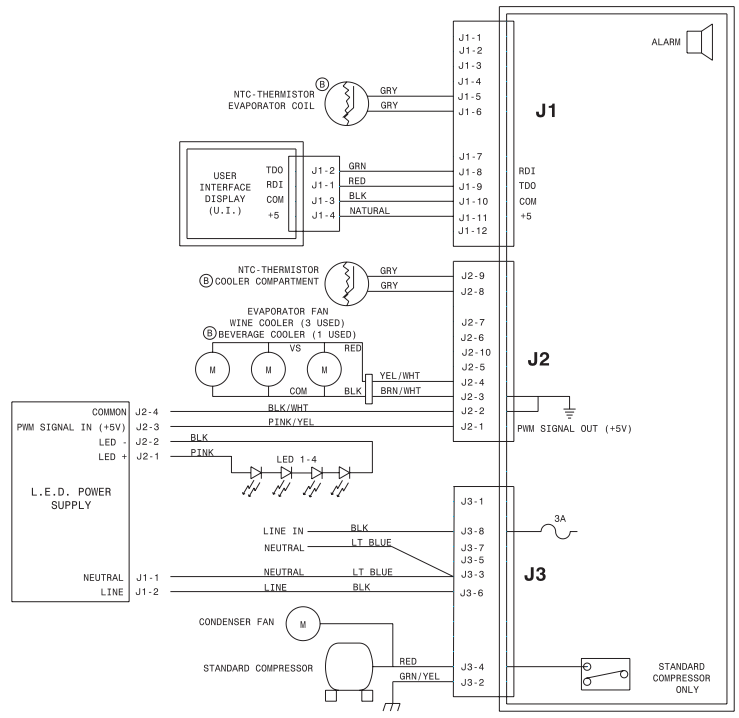 J1-1
J1-2
J1-3
J1-4
J1-5
J1-6
J1
J1-7
J1-8 RDI
J1-9 TDO
J1-10 COM
J1-11 +5
J1-12
ALARM
B
NTC-THERMISTOR
EVAPORATOR COIL
GRY
GRY
USER
INTERFACE
DISPLAY
(U.I.)
TDO J1-2 GRN
RDI J1-1 RED
COM J1-3 BLK
+5 J1-4 NATURAL
NTC-THERMISTOR
B COOLER COMPARTMENT
GRY
GRY
J2-9
J2-8
J2-7
J2-6
J2-10
J2-5
J2-4
J2-3
J2-2
J2-1
J2
PWM SIGNAL OUT (+5V)
EVAPORATOR FAN
WINE COOLER (3 USED)
B BEVERAGE COOLER (1 USED)
VS RED
M M M
YEL/WHT
COM BLK BRN/WHT
BLK/WHT
PINK/YEL
COMMON J2-4
PWM SIGNAL IN (+5V) J2-3
LED - J2-2 BLK
LED + J2-1 PINK
LED 1-4
L.E.D. POWER
SUPPLY
NEUTRAL J1-1
LINE J1-2
LINE IN BLK
NEUTRAL LT BLUE
NEUTRAL LT BLUE
LINE BLK
J3-1
J3-8
J3-7
J3-5
J3-3
J3-6
J3
3A
CONDENSER FAN M
STANDARD COMPRESSOR
RED J3-4
GRN/YEL J3-2
STANDARD
COMPRESSOR
ONLY